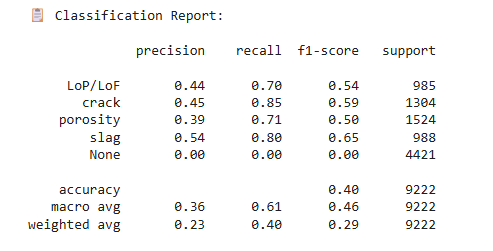 📋 Classification Report:
precision recall f1-score support
LoP/LoF 0.44 0.70 0.54 985
crack 0.45 0.85 0.59 1304
porosity 0.39 0.71 0.50 1524
slag 0.54 0.80 0.65 988
None 0.00 0.00 0.00 4421
accuracy 0.40 9222
macro avg 0.36 0.61 0.46 9222
weighted avg 0.23 0.40 0.29 9222